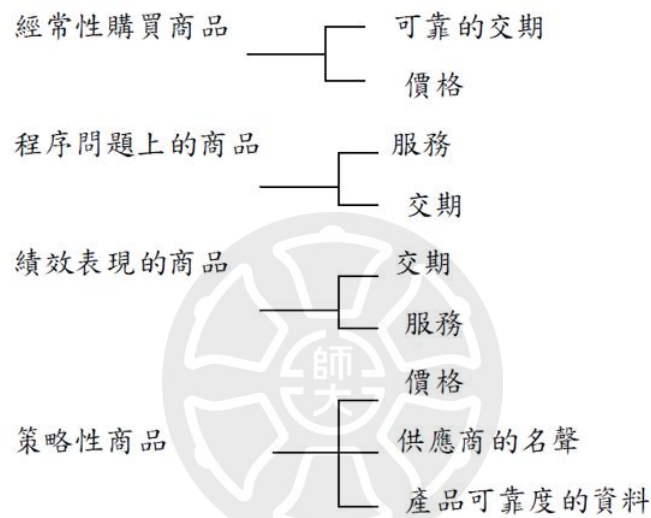 經常性購買商品
可靠的交期
價格
程序問題上的商品
服務
交期
績效表現的商品
交期
服務
策略性商品
價格
供應商的名聲
產品可靠度的資料
師大